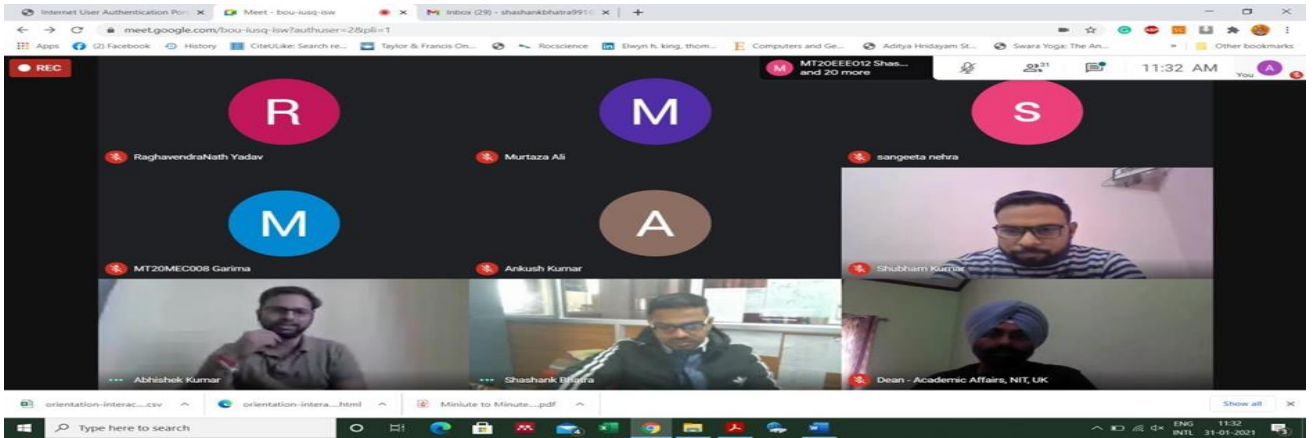 Internet User Authentication Por
Meet - bou-iusq-isw
Inbox (29) - shashankbhatra991
meet.google.com/bou-iusq-isw?authuser=2&pli=1
Apps
(2) Facebook
History
CiteULike: Search re...
Taylor & Francis On...
Rocscience
Elwyn h. king, thom...
Computers and Ge...
Aditya Hridayam St...
Swara Yoga: The An...
Other bookmarks
REC
M
MT20EEE012 Shas...
and 20 more
31
11:32 AM
You
A
R
M
S
RaghavendraNath Yadav
Murtaza Ali
sangeeta nehra
M
A
MT20MEC008 Garima
Ankush Kumar
Shubham Kumar
Abhishek Kumar
Shashank Bhatra
Dean - Academic Affairs, NIT, UK
orientation-interac....csv
orientation-intera....html
Miniute to Minute....pdf
Show all
Type here to search
ENG
11:32
INTL
31-01-2021